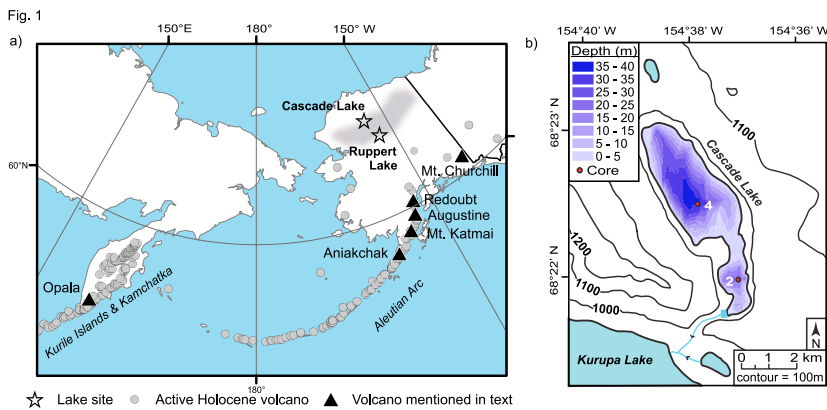 Fig. 1
a)
150°E
180°
150°W
60°N
Cascade Lake
Ruppert
Lake
Mt. Churchill
Redoubt
Augustine
Mt. Katmai
Aniakchak
Opala
Kurile Islands & Kamchatka
Aleutian Arc
180°
Lake site
Active Holocene volcano
Volcano mentioned in text
b)
154°40' W
154°38' W
154°36' W
Depth (m)
35 - 40
30 - 35
25 - 30
20 - 25
15 - 20
10 - 15
5 - 10
0 - 5
Core
68°23' N
68°22' N
1100
Cascade Lake
4
2
1200
1100
1000
Kurupa Lake
N
0 1 2 km
contour = 100m